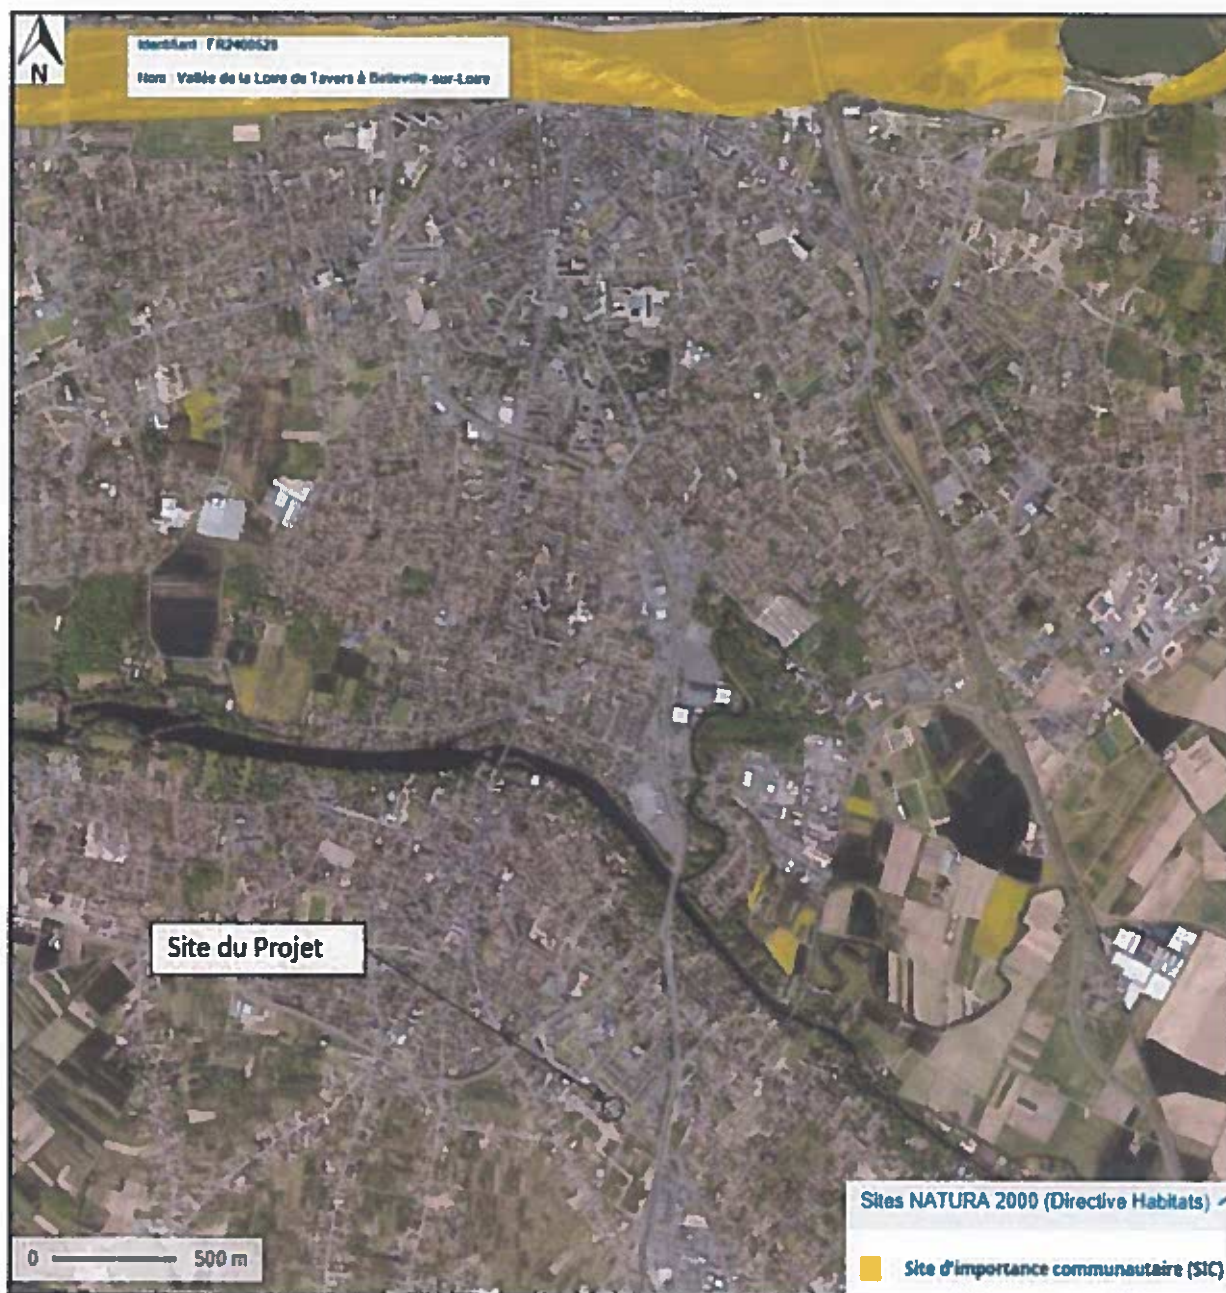 N
Identifiant : FR2400528
Nom : Vallée de la Loire de Tavers à Belleville-sur-Loire
Site du Projet
0 500 m
Sites NATURA 2000 (Directive Habitats)
Site d'importance communautaire (SIC)